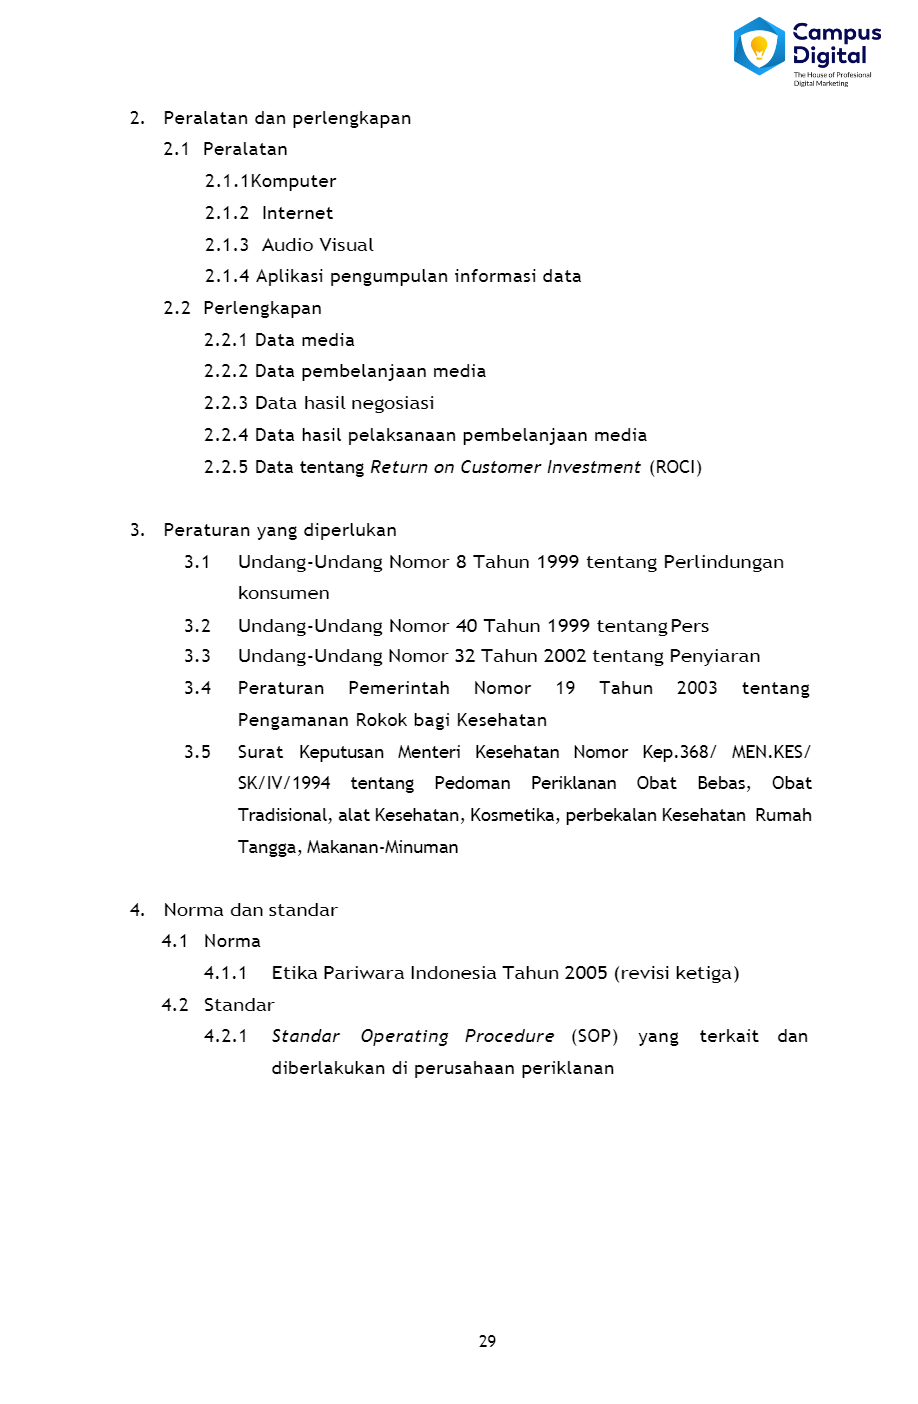 Campus
Digital
The House of Profesional
Digital Marketing
2. Peralatan dan perlengkapan
2.1 Peralatan
2.1.1Komputer
2.1.2 Internet
2.1.3 Audio Visual
2.1.4 Aplikasi pengumpulan informasi data
2.2 Perlengkapan
2.2.1 Data media
2.2.2 Data pembelanjaan media
2.2.3 Data hasil negosiasi
2.2.4 Data hasil pelaksanaan pembelanjaan media
2.2.5 Data tentang Return on Customer Investment (ROCI)
3. Peraturan yang diperlukan
3.1 Undang-Undang Nomor 8 Tahun 1999 tentang Perlindungan
konsumen
3.2 Undang-Undang Nomor 40 Tahun 1999 tentang Pers
3.3 Undang-Undang Nomor 32 Tahun 2002 tentang Penyiaran
3.4 Peraturan Pemerintah Nomor 19 Tahun 2003 tentang
Pengamanan Rokok bagi Kesehatan
3.5 Surat Keputusan Menteri Kesehatan Nomor Kep.368/ MEN.KES/
SK/IV/1994 tentang Pedoman Periklanan Obat Bebas, Obat
Tradisional, alat Kesehatan, Kosmetika, perbekalan Kesehatan Rumah
Tangga, Makanan-Minuman
4. Norma dan standar
4.1 Norma
4.1.1 Etika Pariwara Indonesia Tahun 2005 (revisi ketiga)
4.2 Standar
4.2.1 Standar Operating Procedure (SOP) yang terkait dan
diberlakukan di perusahaan periklanan
29